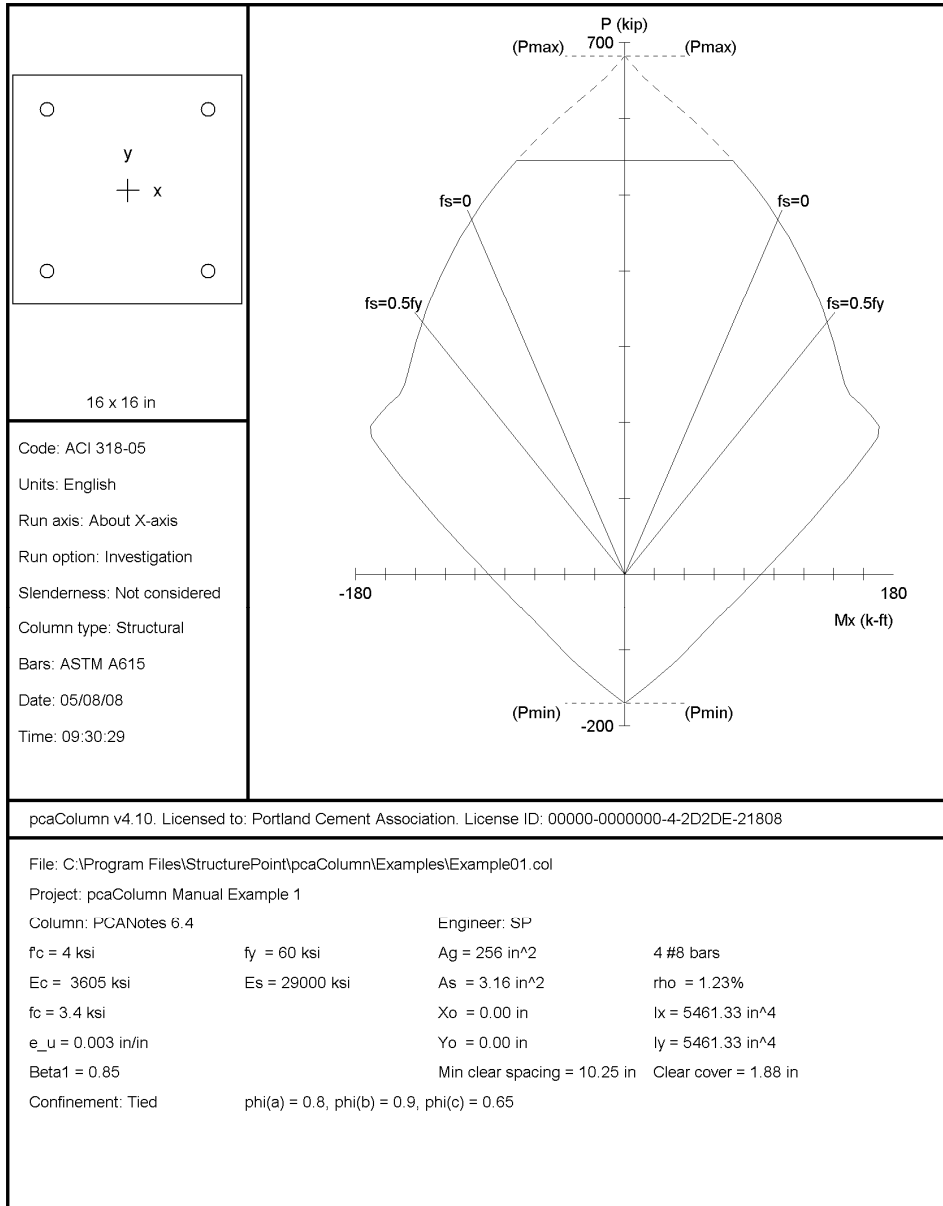 y
x
16 x 16 in
Code: ACI 318-05
Units: English
Run axis: About X-axis
Run option: Investigation
Slenderness: Not considered
Column type: Structural
Bars: ASTM A615
Date: 05/08/08
Time: 09:30:29
P (kip)
(Pmax) 700 (Pmax)
fs=0 fs=0
fs=0.5fy fs=0.5fy
-180 180
Mx (k-ft)
(Pmin) (Pmin)
-200
pcaColumn v4.10. Licensed to: Portland Cement Association. License ID: 00000-0000000-4-2D2DE-21808
File: C:\Program Files\StructurePoint\pcaColumn\Examples\Example01.col
Project: pcaColumn Manual Example 1
Column: PCANotes 6.4 Engineer: SP
f'c = 4 ksi fy = 60 ksi Ag = 256 in^2 4 #8 bars
Ec = 3605 ksi Es = 29000 ksi As = 3.16 in^2 rho = 1.23%
fc = 3.4 ksi Xo = 0.00 in Ix = 5461.33 in^4
e_u = 0.003 in/in Yo = 0.00 in Iy = 5461.33 in^4
Beta1 = 0.85 Min clear spacing = 10.25 in Clear cover = 1.88 in
Confinement: Tied phi(a) = 0.8, phi(b) = 0.9, phi(c) = 0.65